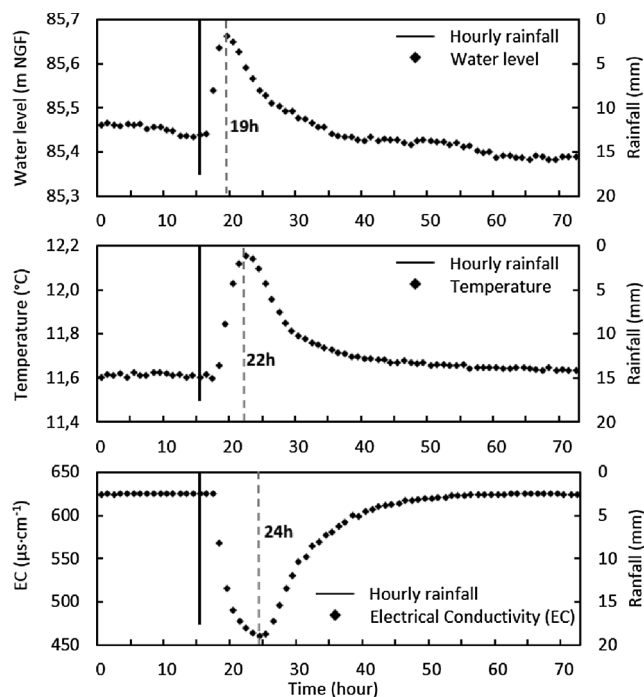 85,7
85,6
85,5
85,4
85,3
Water level (m NGF)
Hourly rainfall
Water level
19h
0
5
10
15
20
Rainfall (mm)
0 10 20 30 40 50 60 70
12,2
12,0
11,8
11,6
11,4
Temperature (°C)
Hourly rainfall
Temperature
22h
0
5
10
15
20
Rainfall (mm)
0 10 20 30 40 50 60 70
650
600
550
500
450
EC (µs·cm⁻¹)
24h
Hourly rainfall
Electrical Conductivity (EC)
0
5
10
15
20
Rainfall (mm)
0 10 20 30 40 50 60 70
Time (hour)